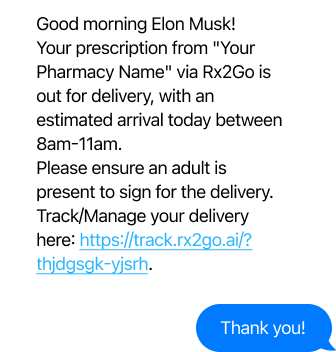 Good morning Elon Musk!
Your prescription from "Your
Pharmacy Name" via Rx2Go is
out for delivery, with an
estimated arrival today between
8am-11am.
Please ensure an adult is
present to sign for the delivery.
Track/Manage your delivery
here: https://track.rx2go.ai/?
thjdgsgk-yjsrh.
Thank you!